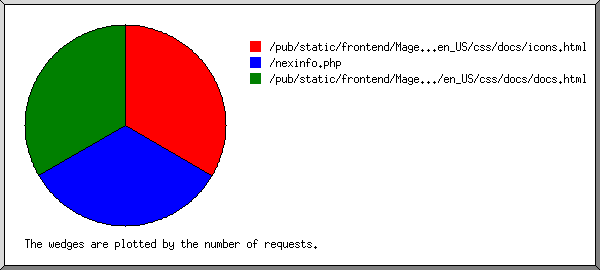 /pub/static/frontend/Mage...en_US/css/docs/icons.html
/nexinfo.php
/pub/static/frontend/Mage.../en_US/css/docs/docs.html
The wedges are plotted by the number of requests.